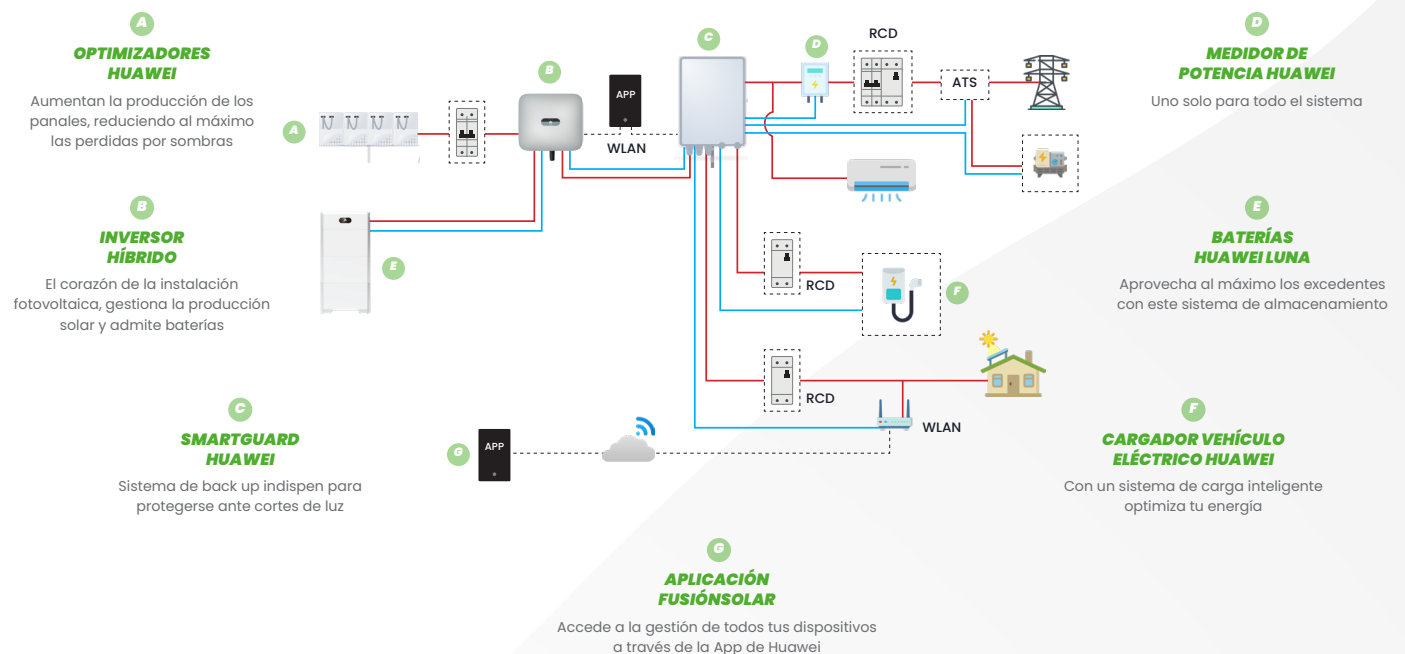 A
OPTIMIZADORES
HUAWEI
Aumentan la producción de los
panales, reduciendo al máximo
las perdidas por sombras
B
INVERSOR
HÍBRIDO
El corazón de la instalación
fotovoltaica, gestiona la producción
solar y admite baterías
C
SMARTGUARD
HUAWEI
Sistema de back up indispen para
protegerse ante cortes de luz
A
B
APP
WLAN
C
D
RCD
ATS
E
RCD
F
RCD
WLAN
G
APP
D
MEDIDOR DE
POTENCIA HUAWEI
Uno solo para todo el sistema
E
BATERÍAS
HUAWEI LUNA
Aprovecha al máximo los excedentes
con este sistema de almacenamiento
F
CARGADOR VEHÍCULO
ELÉCTRICO HUAWEI
Con un sistema de carga inteligente
optimiza tu energía
G
APLICACIÓN
FUSIÓNSOLAR
Accede a la gestión de todos tus dispositivos
a través de la App de Huawei